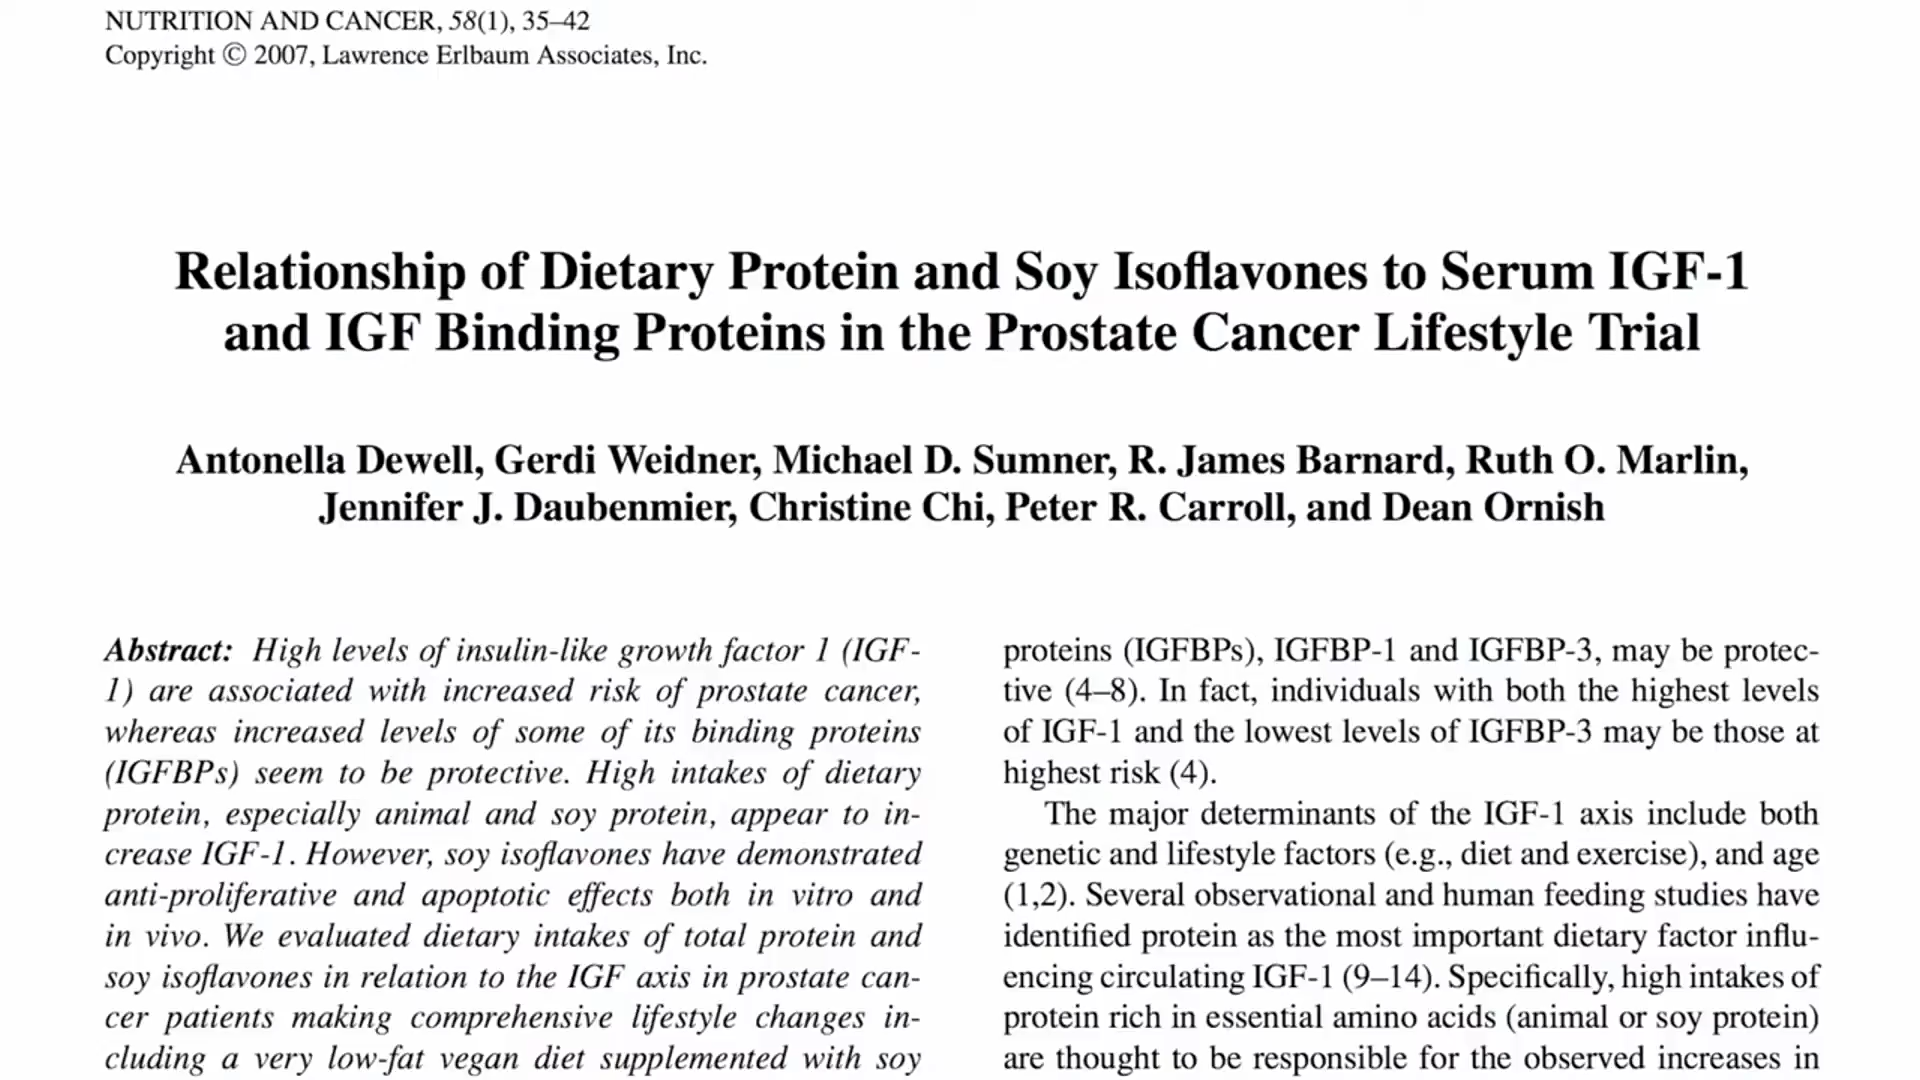 NUTRITION AND CANCER, 58(1), 35–42
Copyright © 2007, Lawrence Erlbaum Associates, Inc.
Relationship of Dietary Protein and Soy Isoflavones to Serum IGF-1
and IGF Binding Proteins in the Prostate Cancer Lifestyle Trial
Antonella Dewell, Gerdi Weidner, Michael D. Sumner, R. James Barnard, Ruth O. Marlin,
Jennifer J. Daubenmier, Christine Chi, Peter R. Carroll, and Dean Ornish
Abstract: High levels of insulin-like growth factor 1 (IGF-
1) are associated with increased risk of prostate cancer,
whereas increased levels of some of its binding proteins
(IGFBPs) seem to be protective. High intakes of dietary
protein, especially animal and soy protein, appear to in-
crease IGF-1. However, soy isoflavones have demonstrated
anti-proliferative and apoptotic effects both in vitro and
in vivo. We evaluated dietary intakes of total protein and
soy isoflavones in relation to the IGF axis in prostate can-
cer patients making comprehensive lifestyle changes in-
cluding a very low-fat vegan diet supplemented with soy
proteins (IGFBPs), IGFBP-1 and IGFBP-3, may be protec-
tive (4–8). In fact, individuals with both the highest levels
of IGF-1 and the lowest levels of IGFBP-3 may be those at
highest risk (4).
The major determinants of the IGF-1 axis include both
genetic and lifestyle factors (e.g., diet and exercise), and age
(1,2). Several observational and human feeding studies have
identified protein as the most important dietary factor influ-
encing circulating IGF-1 (9–14). Specifically, high intakes of
protein rich in essential amino acids (animal or soy protein)
are thought to be responsible for the observed increases in